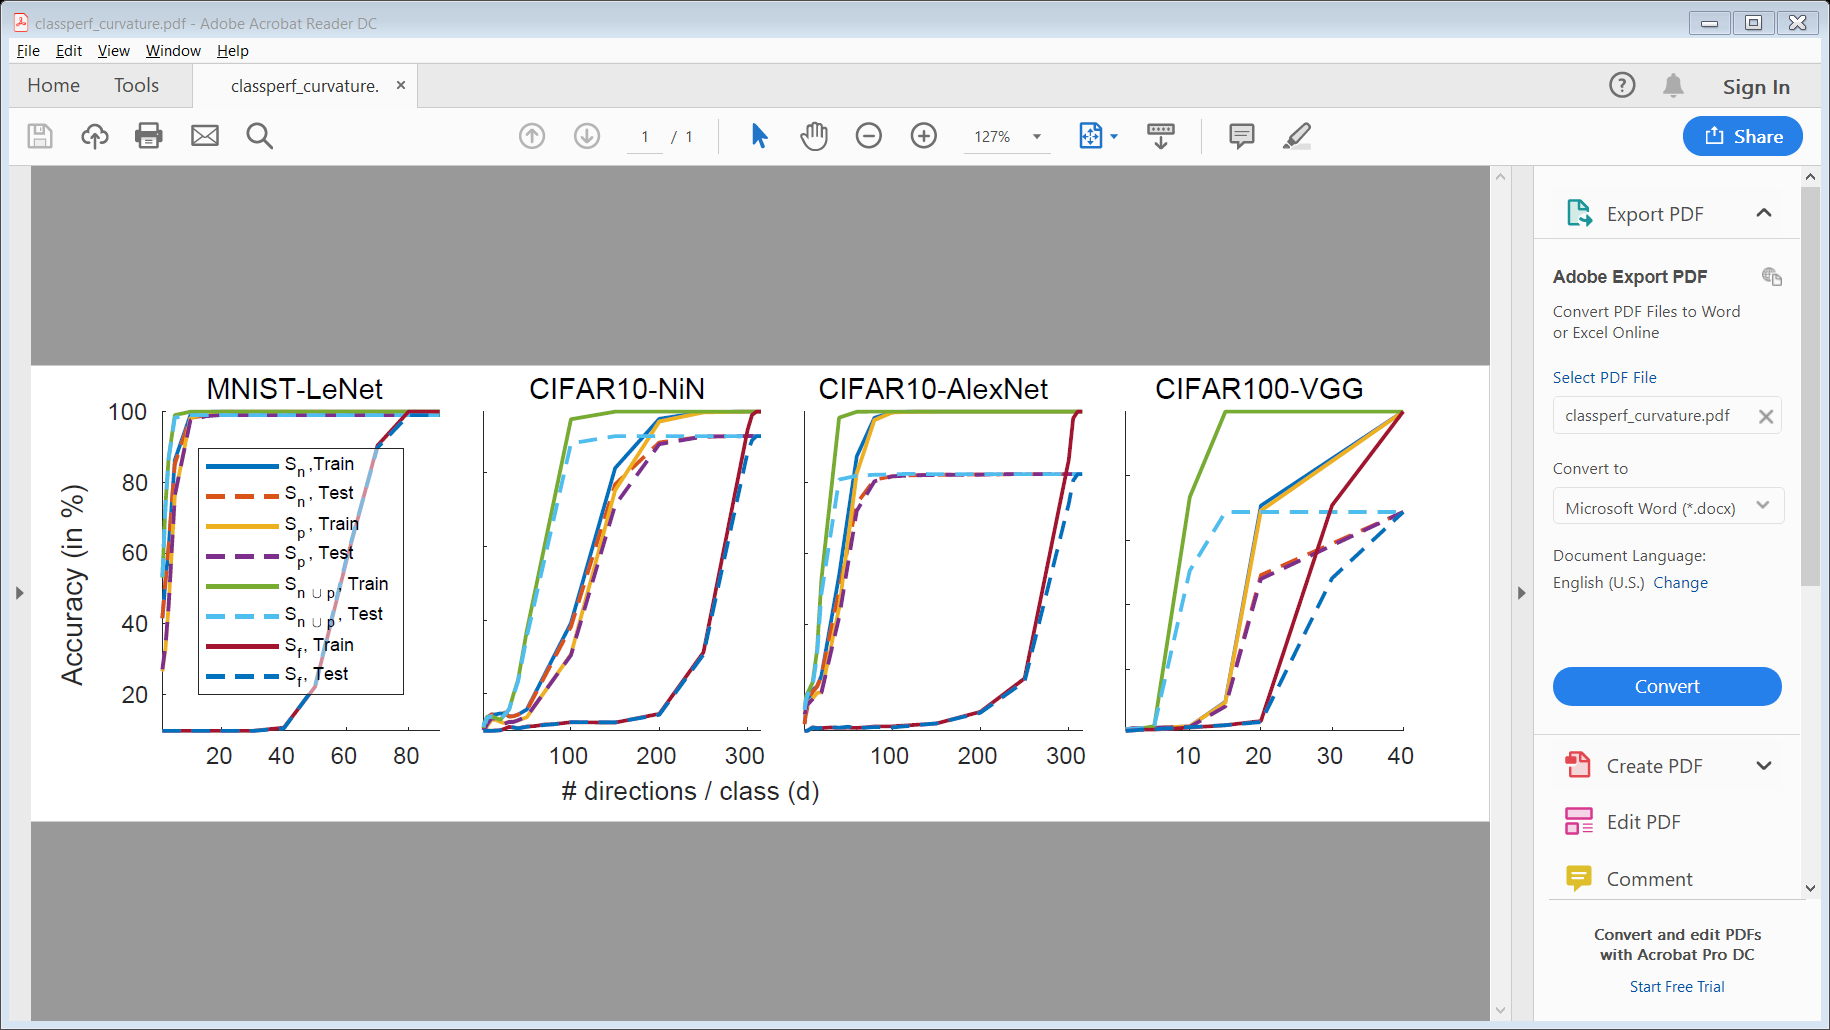 classperf_curvature.pdf - Adobe Acrobat Reader DC
File Edit View Window Help
Home Tools classperf_curvature. × ? Sign In
1 / 1 127% Share
Export PDF
Adobe Export PDF
Convert PDF Files to Word
or Excel Online
Select PDF File
classperf_curvature.pdf
Convert to
Microsoft Word (*.docx)
Document Language:
English (U.S.) Change
Convert
Create PDF
Edit PDF
Comment
Convert and edit PDFs
with Acrobat Pro DC
Start Free Trial
MNIST-LeNet CIFAR10-NiN CIFAR10-AlexNet CIFAR100-VGG
Accuracy (in %)
100
80
60
40
20
Sn ,Train
Sn , Test
Sp , Train
Sp , Test
Sn ∪ p, Train
Sn ∪ p, Test
Sf , Train
Sf , Test
20 40 60 80 100 200 300 100 200 300 10 20 30 40
# directions / class (d)